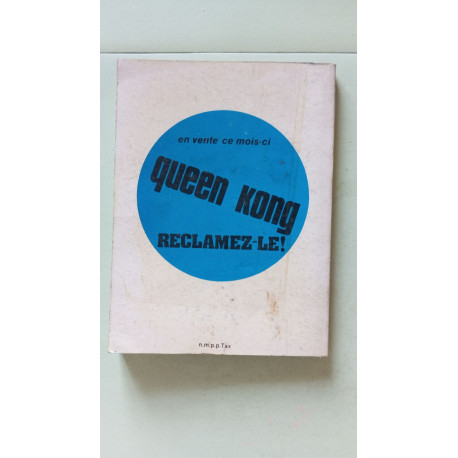 en vente ce mois-ci
queen kong
RECLAMEZ-LE!
n.m.p.p.Tax